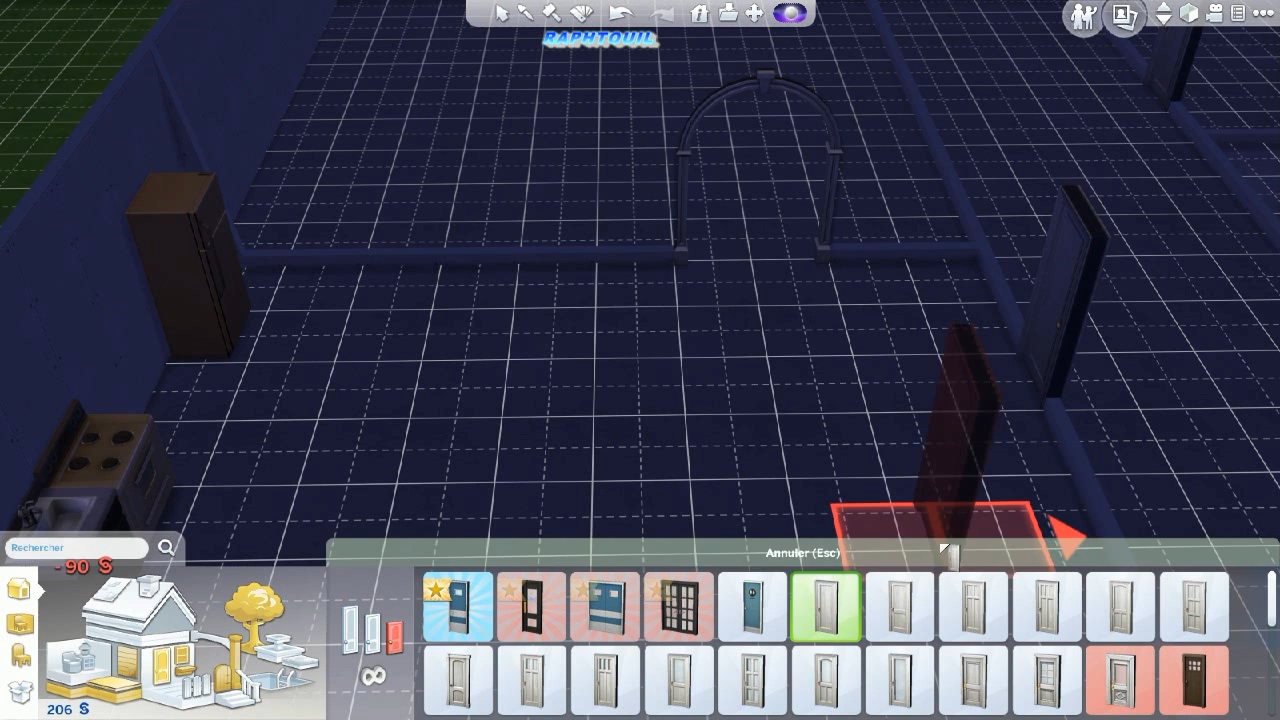 RAPHTOUIL
Rechercher
Annuler (Esc)
- 90 $
206 $